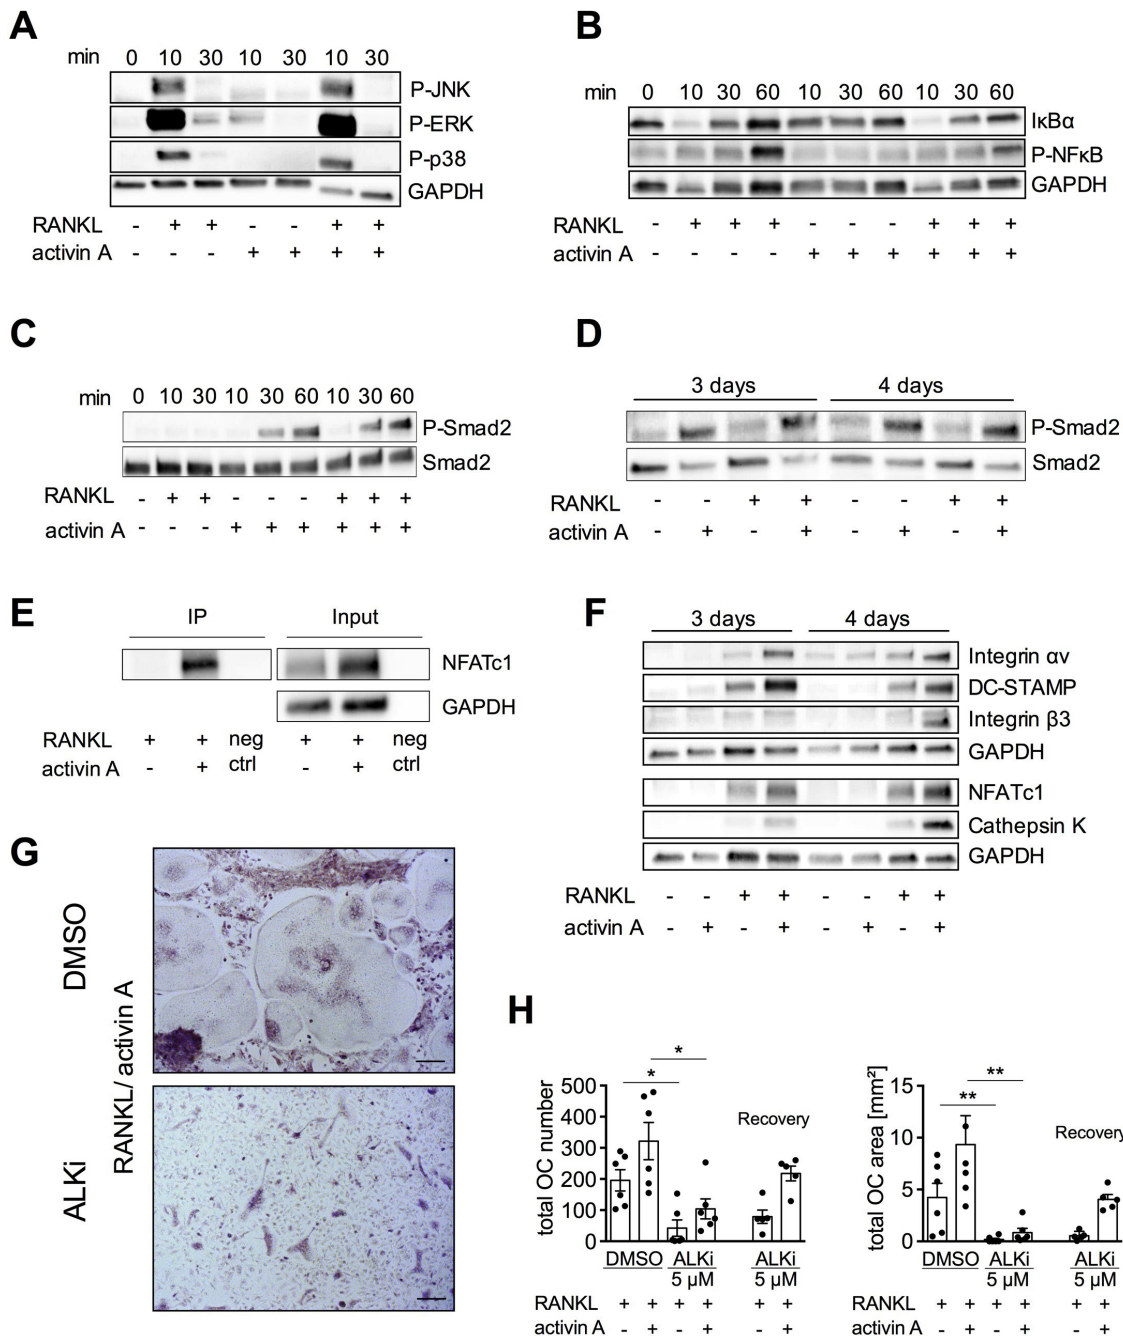 A
min 0 10 30 10 30 10 30
P-JNK
P-ERK
P-p38
GAPDH
RANKL - + + - - + +
activin A - - - + + + +
B
min 0 10 30 60 10 30 60 10 30 60
IκBα
P-NFκB
GAPDH
RANKL - + + + - - - + + +
activin A - - - - + + + + + +
C
min 0 10 30 10 30 60 10 30 60
P-Smad2
Smad2
RANKL - + + - - - + + +
activin A - - - + + + + + +
D
3 days 4 days
P-Smad2
Smad2
RANKL - - + + - - + +
activin A - + - + - + - +
E
IP Input
NFATc1
GAPDH
RANKL + + neg + + neg
activin A - + ctrl - + ctrl
F
3 days 4 days
Integrin αv
DC-STAMP
Integrin β3
GAPDH
NFATc1
Cathepsin K
GAPDH
RANKL - - + + - - + +
activin A - + - + - + - +
G
DMSO
ALKi
RANKL/ activin A
H
total OC number
500
400
300
200
100
0
* *
Recovery
DMSO ALKi ALKi
5 µM 5 µM
RANKL + + + + + +
activin A - + - + - +
total OC area [mm²]
15
10
5
0
** **
Recovery
DMSO ALKi ALKi
5 µM 5 µM
RANKL + + + + + +
activin A - + - + - +